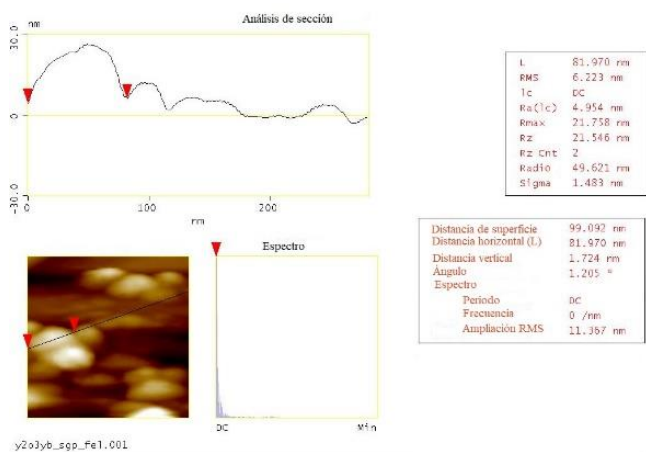 Análisis de sección
nm
30.0
0
-30.0
0
100
200
nm
L 81.970 nm
RMS 6.223 nm
lc DC
Ra(lc) 4.954 nm
Rmax 21.758 nm
Rz 21.546 nm
Rz Cnt 2
Radio 49.621 nm
Sigma 1.483 nm
Distancia de superficie 99.092 nm
Distancia horizontal (L) 81.970 nm
Distancia vertical 1.724 nm
Ángulo 1.205 °
Espectro
Periodo DC
Frecuencia 0 /nm
Ampliación RMS 11.367 nm
Espectro
DC
Min
y2o3yb_sgp_fel.001